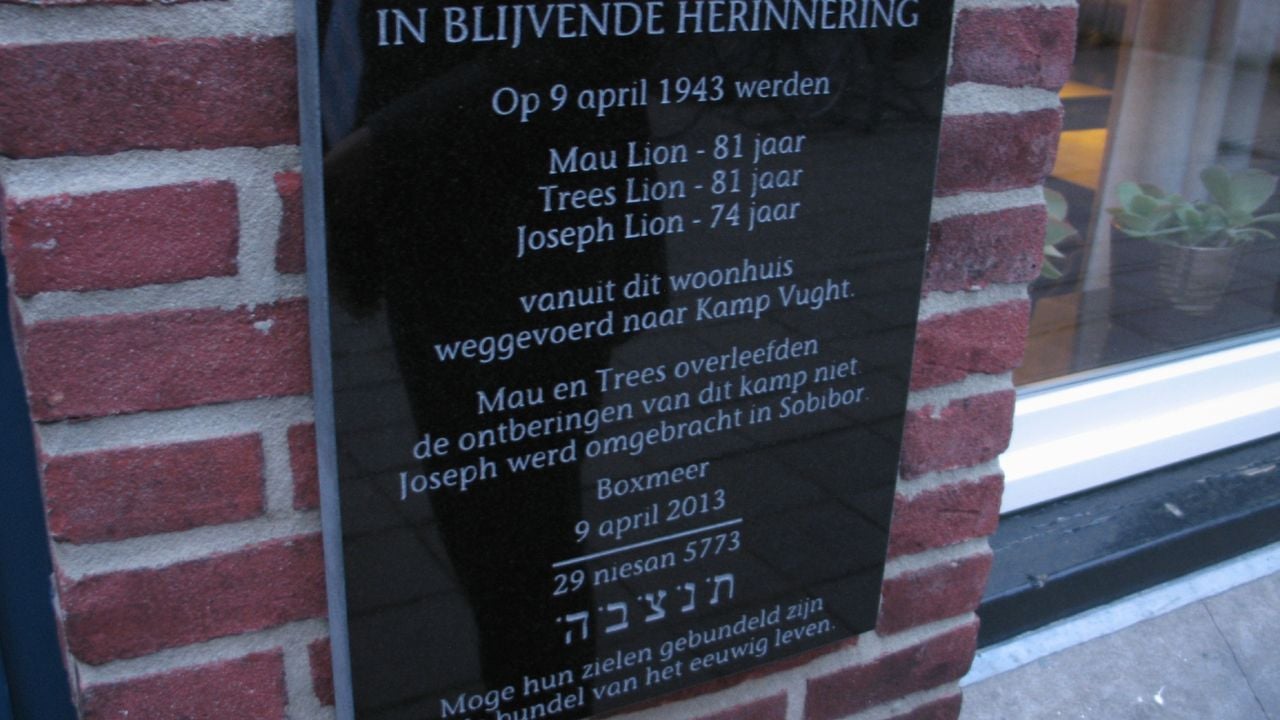 IN BLIJVENDE HERINNERING
Op 9 april 1943 werden
Mau Lion - 81 jaar
Trees Lion - 81 jaar
Joseph Lion - 74 jaar
vanuit dit woonhuis
weggevoerd naar Kamp Vught.
Mau en Trees overleefden
de ontberingen van dit kamp niet.
Joseph werd omgebracht in Sobibor.
Boxmeer
9 april 2013
29 niesan 5773
ת˙נ˙צ˙ב˙ה˙
Moge hun zielen gebundeld zijn
bundel van het eeuwig leven.